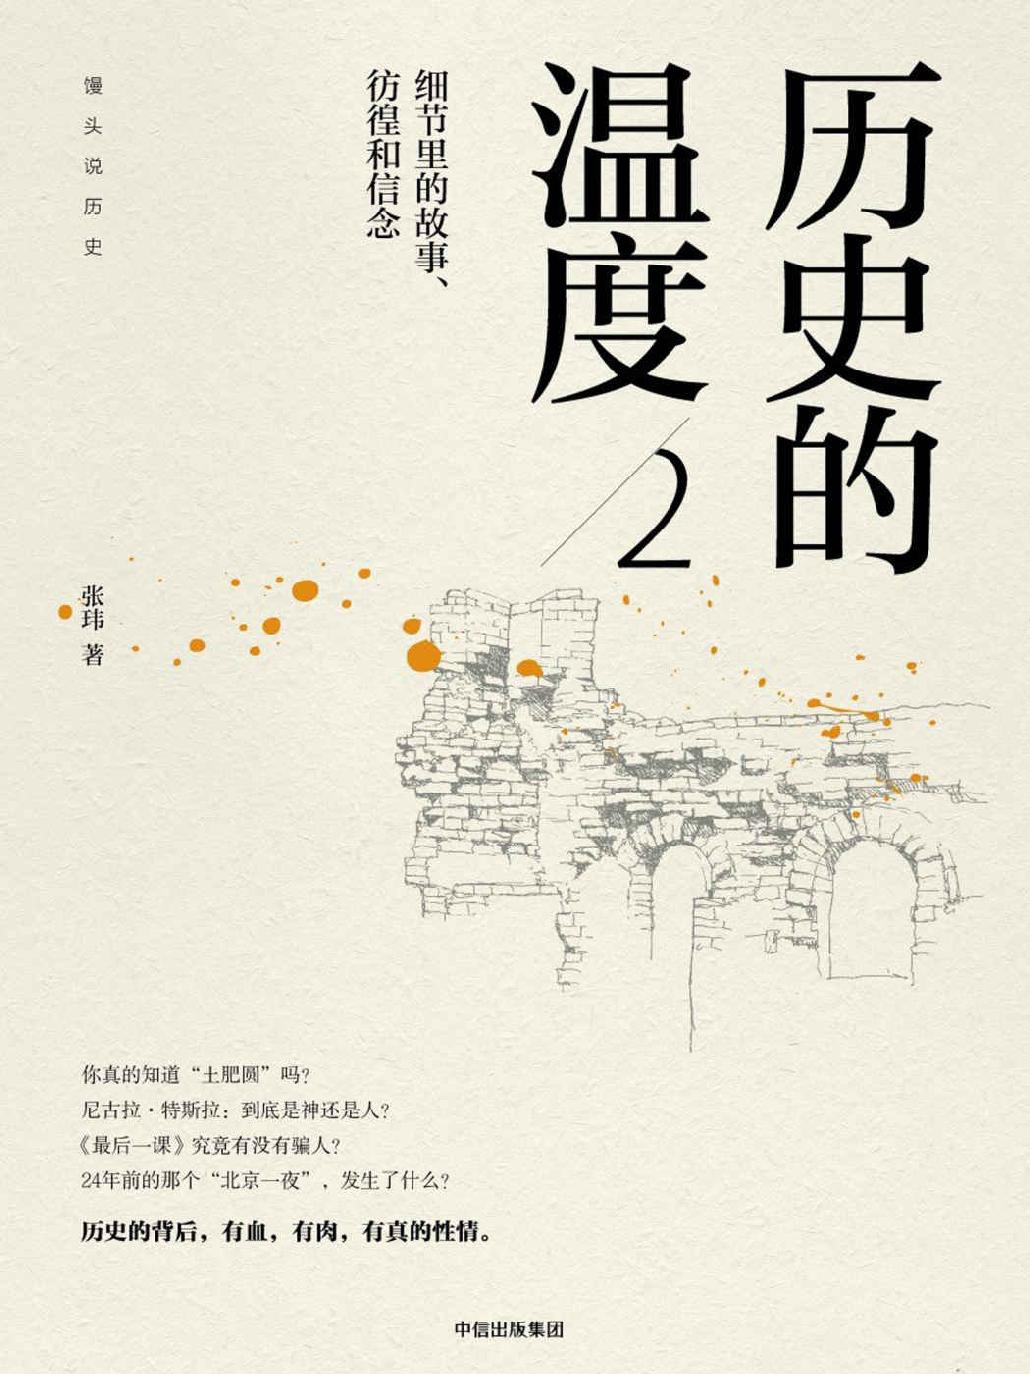 历史的
温度
2
细节里的故事、
彷徨和信念
馒头说历史
张玮 著
你真的知道“土肥圆”吗？
尼古拉·特斯拉：到底是神还是人？
《最后一课》究竟有没有骗人？
24年前的那个“北京一夜”，发生了什么？
历史的背后，有血，有肉，有真的性情。
中信出版集团